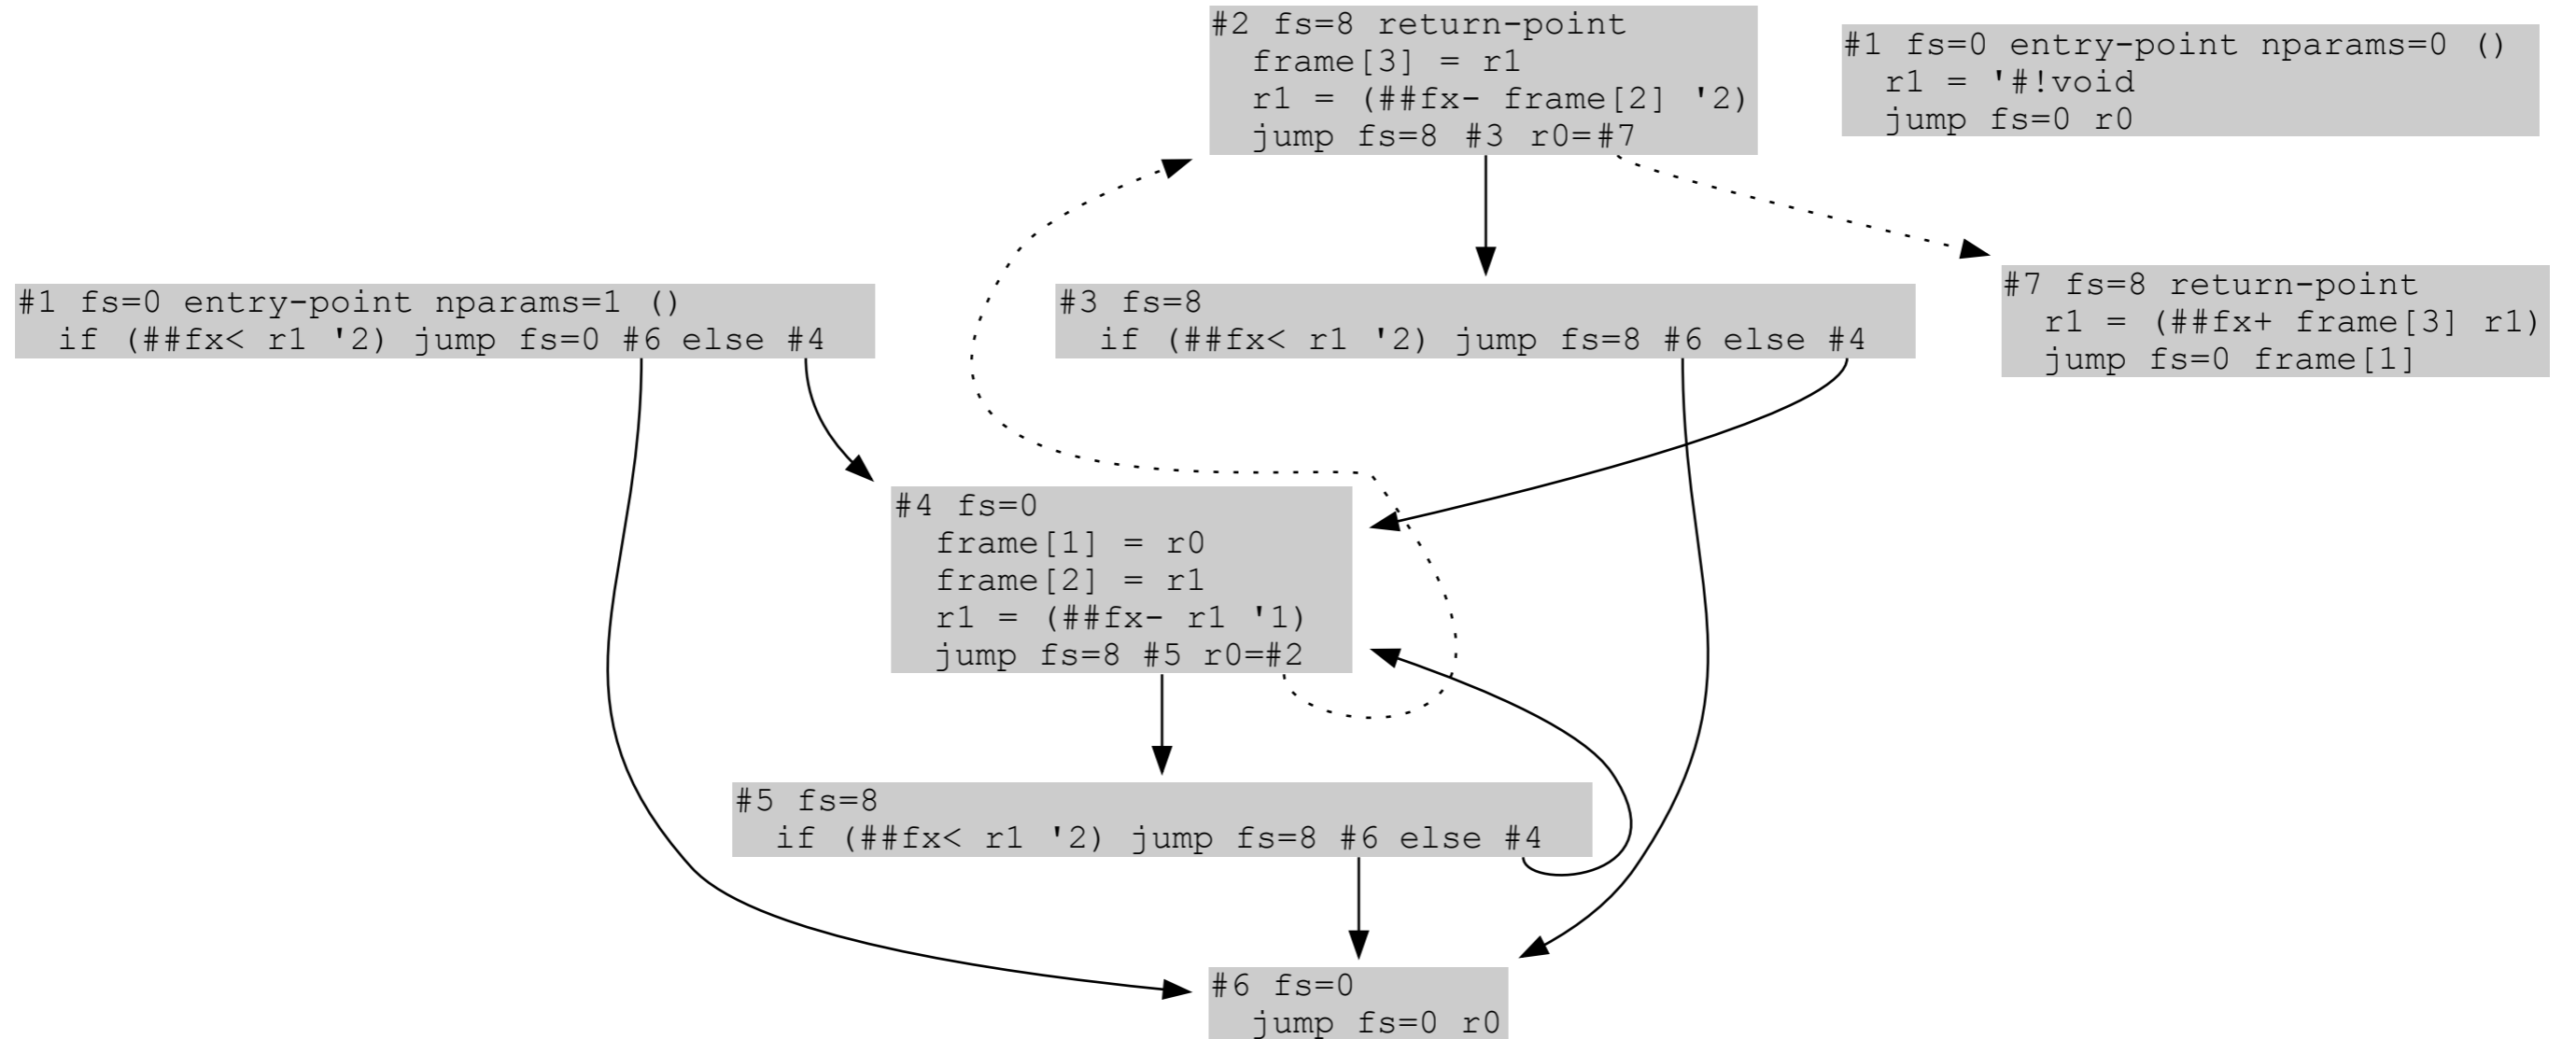 #2 fs=8 return-point
frame[3] = r1
r1 = (##fx- frame[2] '2)
jump fs=8 #3 r0=#7
#1 fs=0 entry-point nparams=0 ()
r1 = '#!void
jump fs=0 r0
#1 fs=0 entry-point nparams=1 ()
if (##fx< r1 '2) jump fs=0 #6 else #4
#3 fs=8
if (##fx< r1 '2) jump fs=8 #6 else #4
#7 fs=8 return-point
r1 = (##fx+ frame[3] r1)
jump fs=0 frame[1]
#4 fs=0
frame[1] = r0
frame[2] = r1
r1 = (##fx- r1 '1)
jump fs=8 #5 r0=#2
#5 fs=8
if (##fx< r1 '2) jump fs=8 #6 else #4
#6 fs=0
jump fs=0 r0